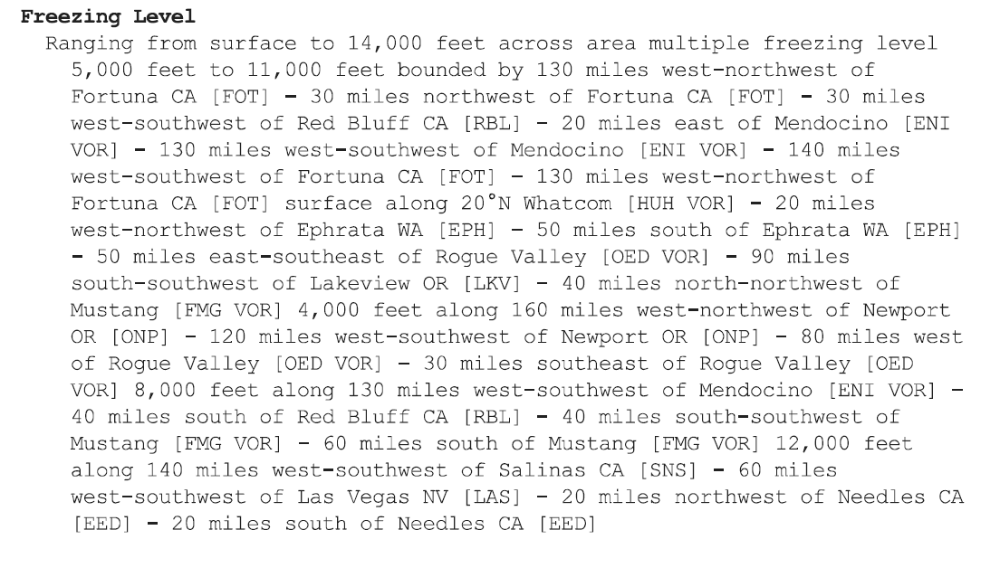 Freezing Level
Ranging from surface to 14,000 feet across area multiple freezing level
5,000 feet to 11,000 feet bounded by 130 miles west-northwest of
Fortuna CA [FOT] - 30 miles northwest of Fortuna CA [FOT] - 30 miles
west-southwest of Red Bluff CA [RBL] - 20 miles east of Mendocino [ENI
VOR] - 130 miles west-southwest of Mendocino [ENI VOR] - 140 miles
west-southwest of Fortuna CA [FOT] - 130 miles west-northwest of
Fortuna CA [FOT] surface along 20°N Whatcom [HUH VOR] - 20 miles
west-northwest of Ephrata WA [EPH] - 50 miles south of Ephrata WA [EPH]
- 50 miles east-southeast of Rogue Valley [OED VOR] - 90 miles
south-southwest of Lakeview OR [LKV] - 40 miles north-northwest of
Mustang [FMG VOR] 4,000 feet along 160 miles west-northwest of Newport
OR [ONP] - 120 miles west-southwest of Newport OR [ONP] - 80 miles west
of Rogue Valley [OED VOR] - 30 miles southeast of Rogue Valley [OED
VOR] 8,000 feet along 130 miles west-southwest of Mendocino [ENI VOR] -
40 miles south of Red Bluff CA [RBL] - 40 miles south-southwest of
Mustang [FMG VOR] - 60 miles south of Mustang [FMG VOR] 12,000 feet
along 140 miles west-southwest of Salinas CA [SNS] - 60 miles
west-southwest of Las Vegas NV [LAS] - 20 miles northwest of Needles CA
[EED] - 20 miles south of Needles CA [EED]